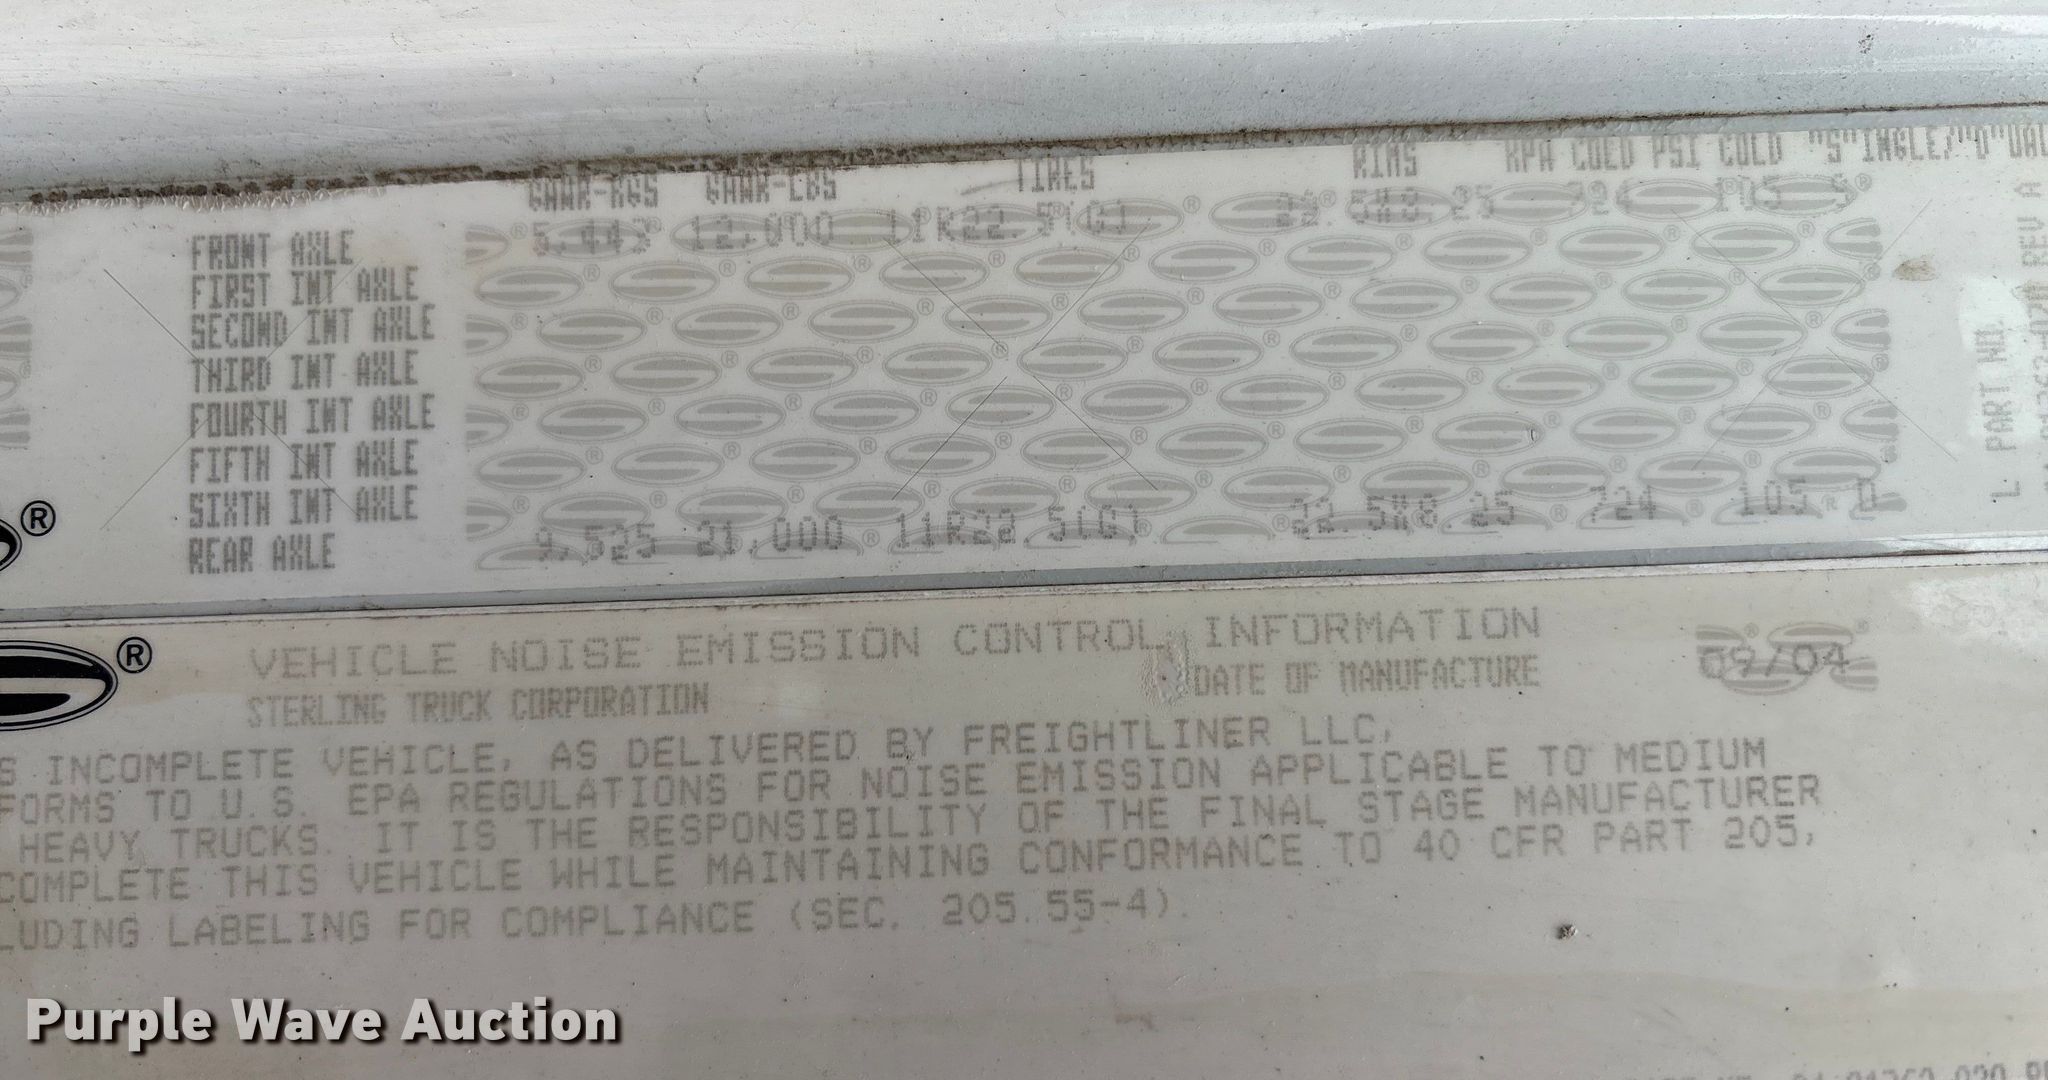 GAWR-KGS GAWR-LBS TIRES RIMS KPA COLD PSI COLD "S"INGLE/"D"UAL
FRONT AXLE 5,443 12,000 11R22.5(G) 22.5X8.25 724 105 S
FIRST INT AXLE
SECOND INT AXLE
THIRD INT AXLE
FOURTH INT AXLE
FIFTH INT AXLE
SIXTH INT AXLE
REAR AXLE 9,525 21,000 11R22.5(G) 22.5X8.25 724 105 D
PART NO.
REV A
®
®
VEHICLE NOISE EMISSION CONTROL INFORMATION
STERLING TRUCK CORPORATION DATE OF MANUFACTURE 09/04
S INCOMPLETE VEHICLE, AS DELIVERED BY FREIGHTLINER LLC,
FORMS TO U.S. EPA REGULATIONS FOR NOISE EMISSION APPLICABLE TO MEDIUM
HEAVY TRUCKS. IT IS THE RESPONSIBILITY OF THE FINAL STAGE MANUFACTURER
COMPLETE THIS VEHICLE WHILE MAINTAINING CONFORMANCE TO 40 CFR PART 205,
LUDING LABELING FOR COMPLIANCE (SEC. 205.55-4).
Purple Wave Auction